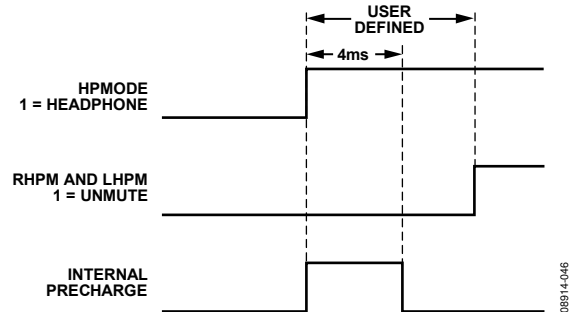 USER
DEFINED
4ms
HPMODE
1 = HEADPHONE
RHPM AND LHPM
1 = UNMUTE
INTERNAL
PRECHARGE
08914-046